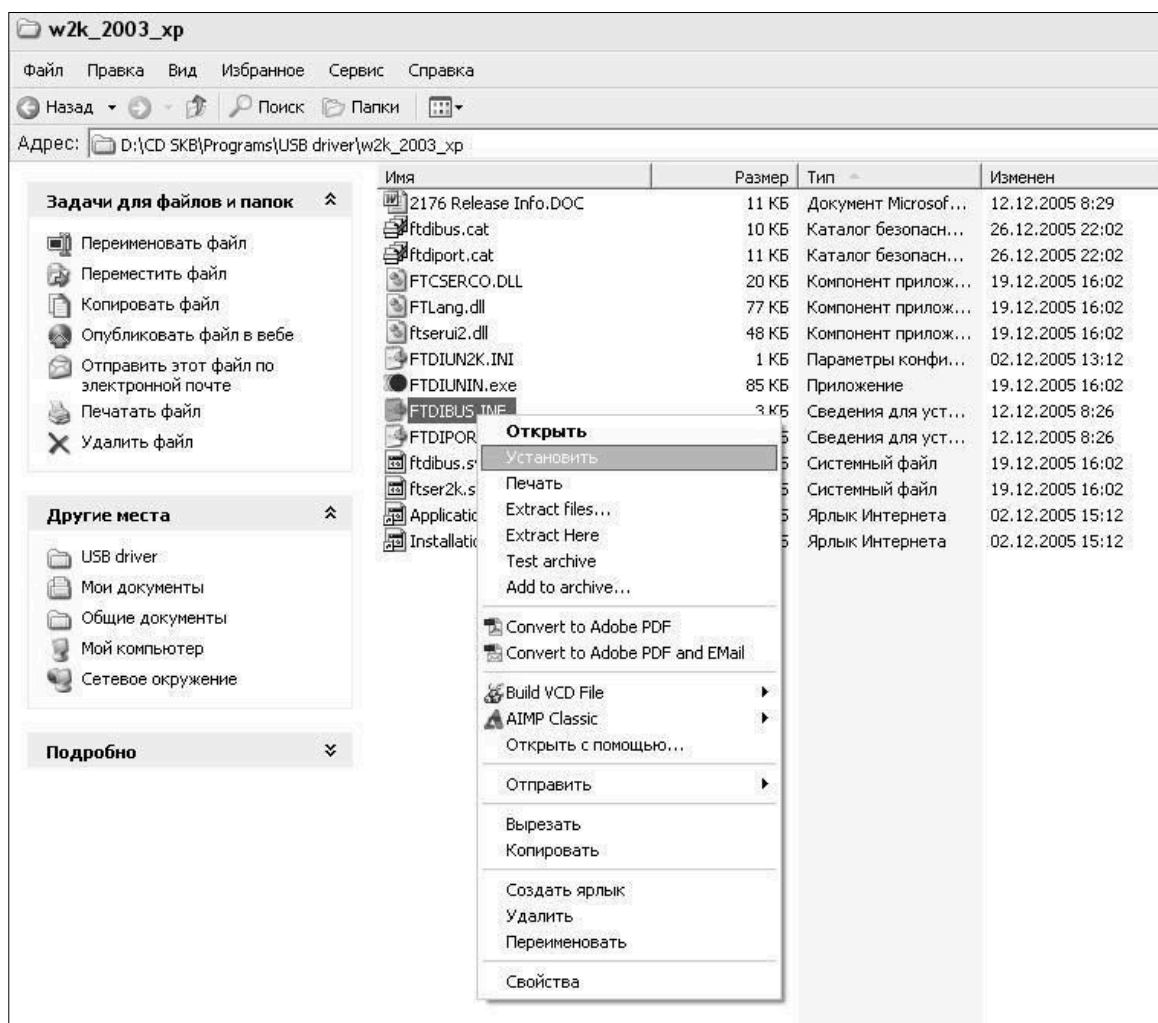 w2k_2003_xp
Файл Правка Вид Избранное Сервис Справка
Назад Поиск Папки
Адрес: D:\CD SKB\Programs\USB driver\w2k_2003_xp
Имя Размер Тип Изменен
Задачи для файлов и папок
Переименовать файл
Переместить файл
Копировать файл
Опубликовать файл в вебе
Отправить этот файл по
электронной почте
Печатать файл
Удалить файл
Другие места
USB driver
Мои документы
Общие документы
Мой компьютер
Сетевое окружение
Подробно
2176 Release Info.DOC 11 КБ Документ Microsof... 12.12.2005 8:29
ftdibus.cat 10 КБ Каталог безопасн... 26.12.2005 22:02
ftdiport.cat 11 КБ Каталог безопасн... 26.12.2005 22:02
FTCSERCO.DLL 20 КБ Компонент прилож... 19.12.2005 16:02
FTLang.dll 77 КБ Компонент прилож... 19.12.2005 16:02
ftserui2.dll 48 КБ Компонент прилож... 19.12.2005 16:02
FTDIUN2K.INI 1 КБ Параметры конфи... 02.12.2005 13:12
FTDIUNIN.exe 85 КБ Приложение 19.12.2005 16:02
FTDIBUS.INF 3 КБ Сведения для уст... 12.12.2005 8:26
FTDIPOR Сведения для уст... 12.12.2005 8:26
ftdibus.s Системный файл 19.12.2005 16:02
ftser2k.s Системный файл 19.12.2005 16:02
Applicatio Ярлык Интернета 02.12.2005 15:12
Installatio Ярлык Интернета 02.12.2005 15:12
Открыть
Установить
Печать
Extract files...
Extract Here
Test archive
Add to archive...
Convert to Adobe PDF
Convert to Adobe PDF and EMail
Build VCD File
AIMP Classic
Открыть с помощью...
Отправить
Вырезать
Копировать
Создать ярлык
Удалить
Переименовать
Свойства